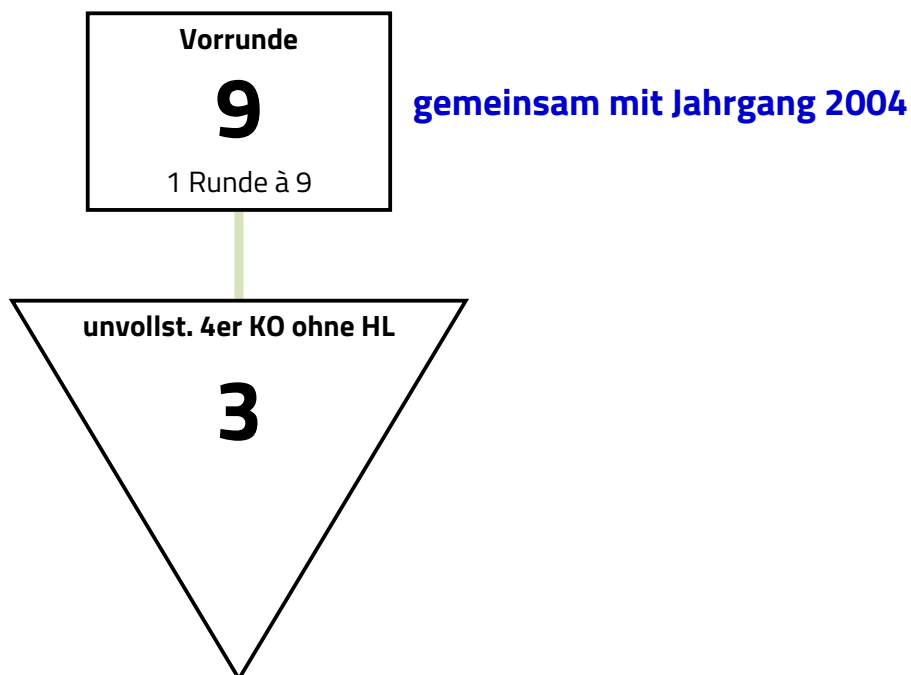 Vorrunde
9
gemeinsam mit Jahrgang 2004
1 Runde à 9
unvollst. 4er KO ohne HL
3